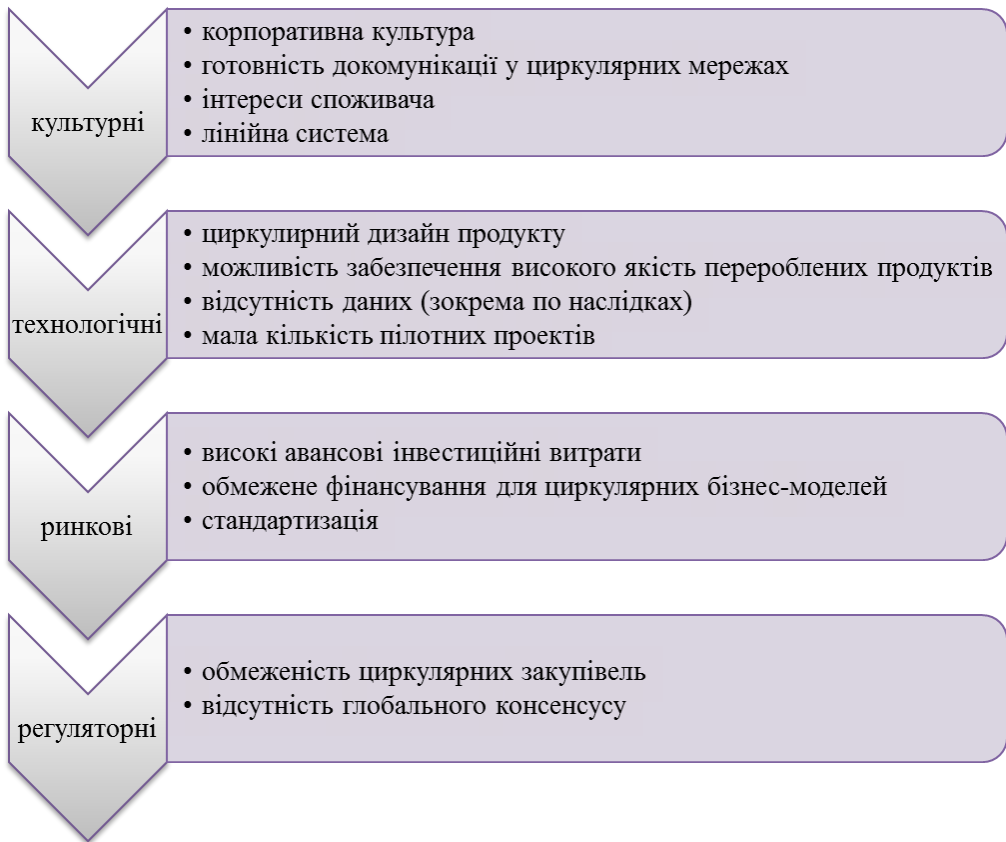 культурні
• корпоративна культура
• готовність докомунікації у циркулярних мережах
• інтереси споживача
• лінійна система
технологічні
• циркулирний дизайн продукту
• можливість забезпечення високого якість перероблених продуктів
• відсутність даних (зокрема по наслідках)
• мала кількість пілотних проектів
ринкові
• високі авансові інвестиційні витрати
• обмежене фінансування для циркулярних бізнес-моделей
• стандартизація
регуляторні
• обмеженість циркулярних закупівель
• відсутність глобального консенсусу